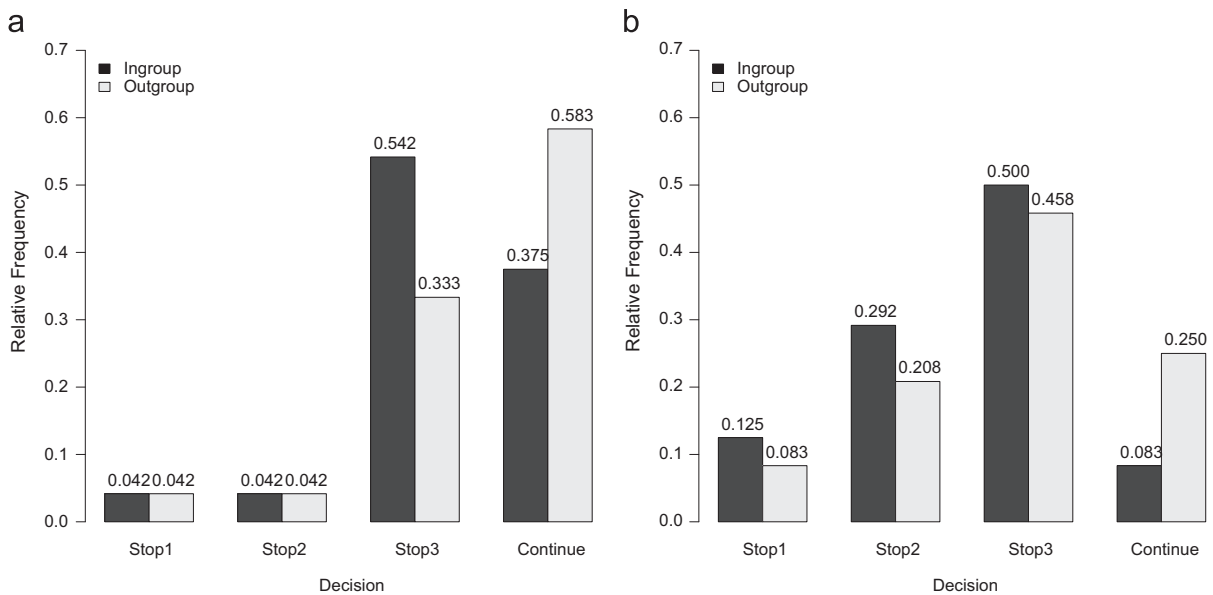 a
0.7
0.6
0.5
0.4
0.3
0.2
0.1
0.0
Relative Frequency
Ingroup
Outgroup
0.042 0.042
0.042 0.042
0.542
0.333
0.375
0.583
Stop1 Stop2 Stop3 Continue
Decision
b
0.7
0.6
0.5
0.4
0.3
0.2
0.1
0.0
Relative Frequency
Ingroup
Outgroup
0.125
0.083
0.292
0.208
0.500
0.458
0.083
0.250
Stop1 Stop2 Stop3 Continue
Decision